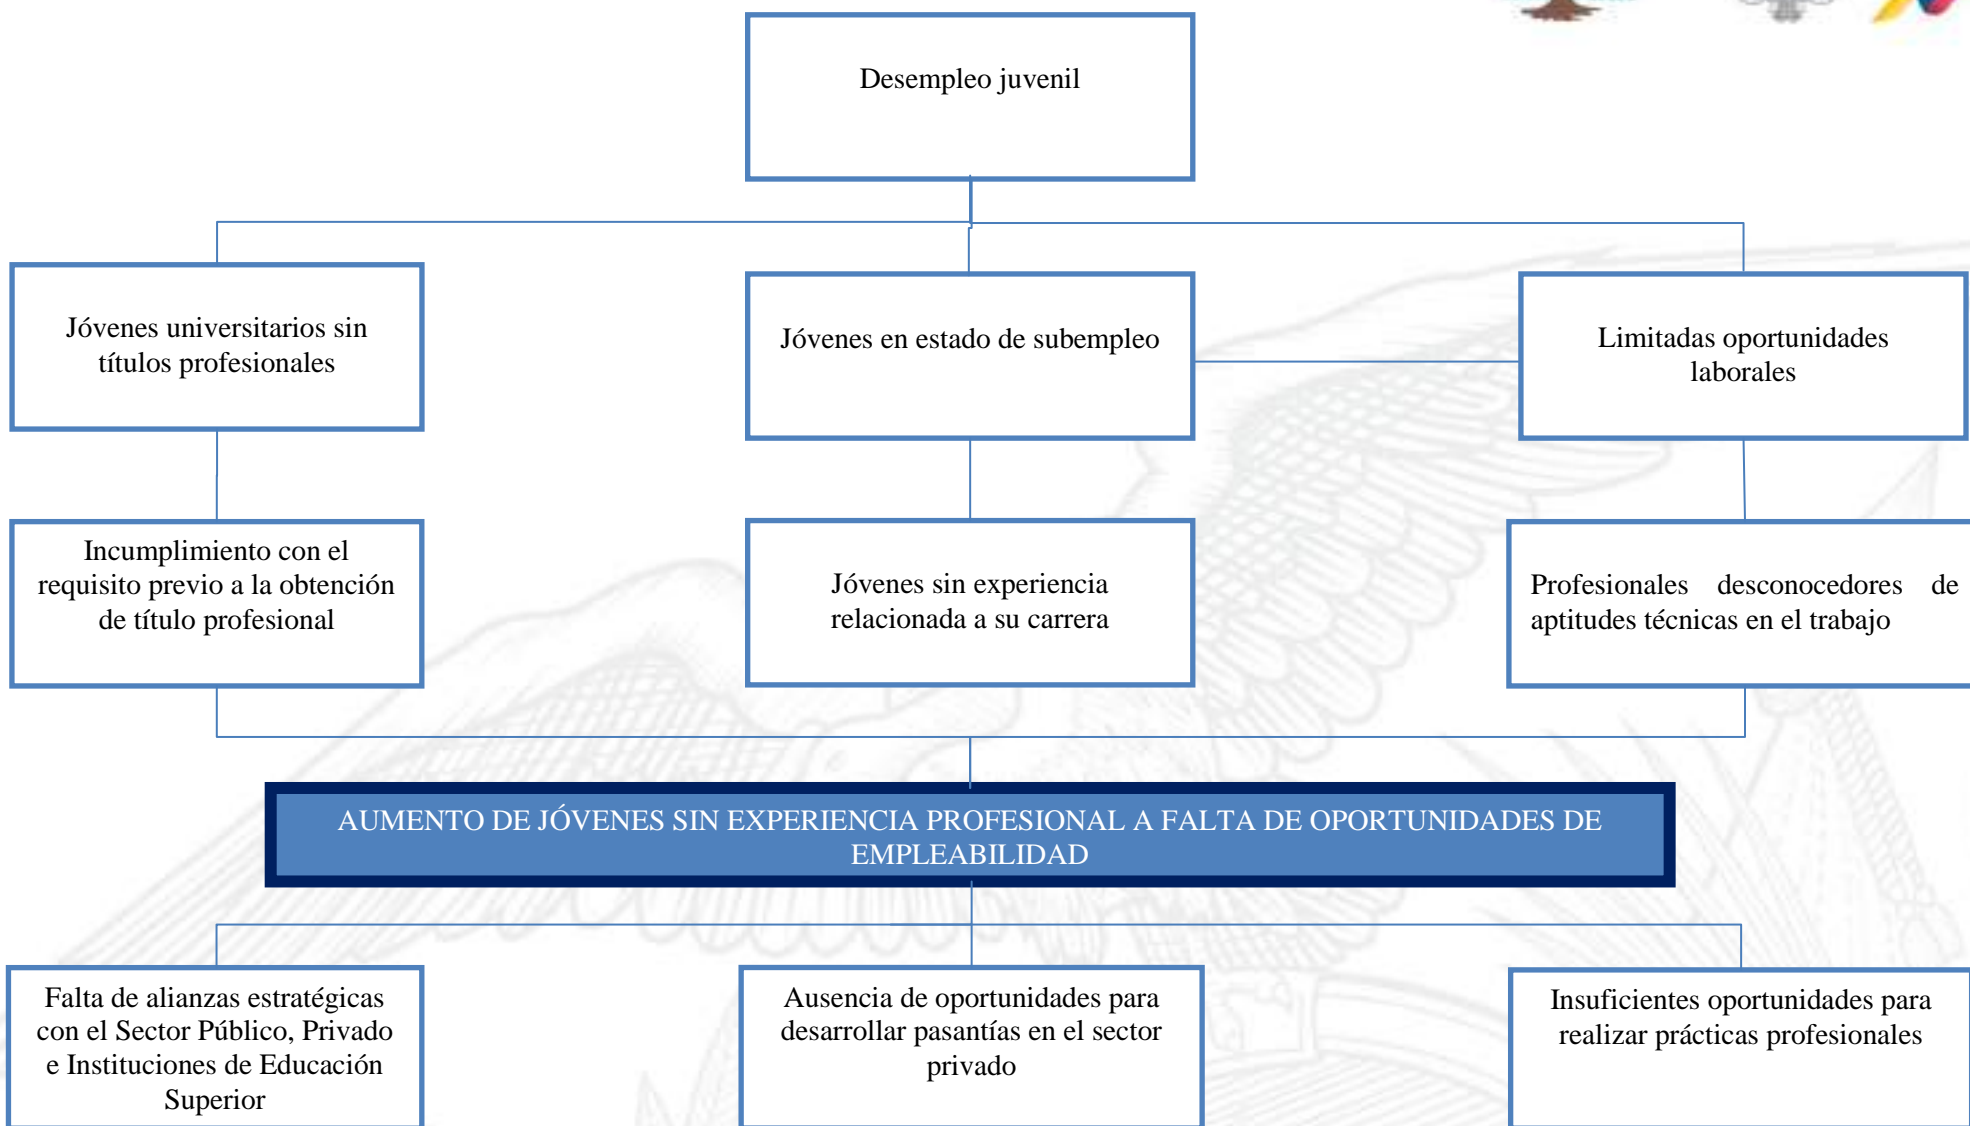 Desempleo juvenil
Jóvenes universitarios sin
títulos profesionales
Jóvenes en estado de subempleo
Limitadas oportunidades
laborales
Incumplimiento con el
requisito previo a la obtención
de título profesional
Jóvenes sin experiencia
relacionada a su carrera
Profesionales desconocedores de
aptitudes técnicas en el trabajo
AUMENTO DE JÓVENES SIN EXPERIENCIA PROFESIONAL A FALTA DE OPORTUNIDADES DE
EMPLEABILIDAD
Falta de alianzas estratégicas
con el Sector Público, Privado
e Instituciones de Educación
Superior
Ausencia de oportunidades para
desarrollar pasantías en el sector
privado
Insuficientes oportunidades para
realizar prácticas profesionales